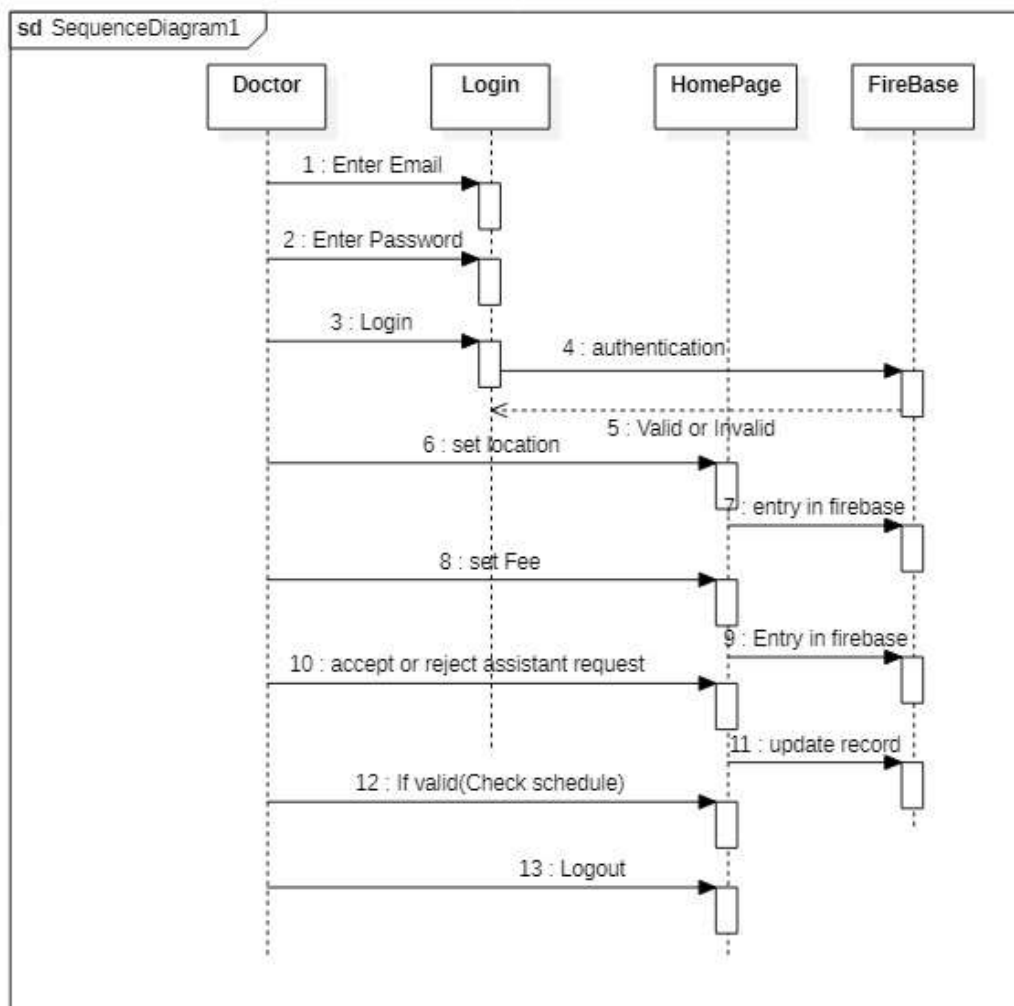 sd SequenceDiagram1
Doctor
Login
HomePage
FireBase
1 : Enter Email
2 : Enter Password
3 : Login
4 : authentication
5 : Valid or Invalid
6 : set location
7 : entry in firebase
8 : set Fee
9 : Entry in firebase
10 : accept or reject assistant request
11 : update record
12 : If valid(Check schedule)
13 : Logout